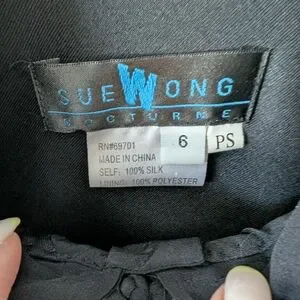 SUE WONG
NOCTURNE
RN#69701
MADE IN CHINA
SELF: 100% SILK
LINING: 100% POLYESTER
6
PS